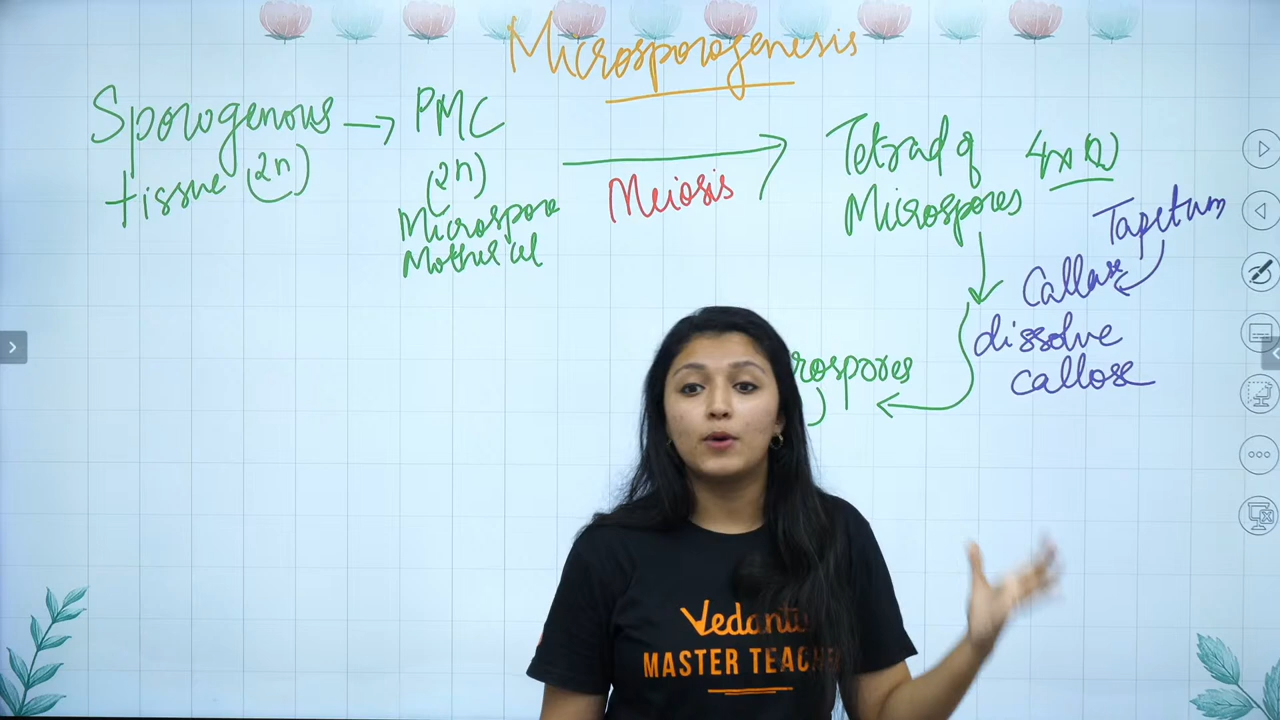 Microsporogenesis
Sporogenous
tissue (2n)
→ PMC
(2n)
Microspore
Mother cell
Meiosis
Tetrad of
Microspores
4x (n)
Tapetum
Callase
dissolve
callose
rospores
Vedantu
MASTER TEACHE